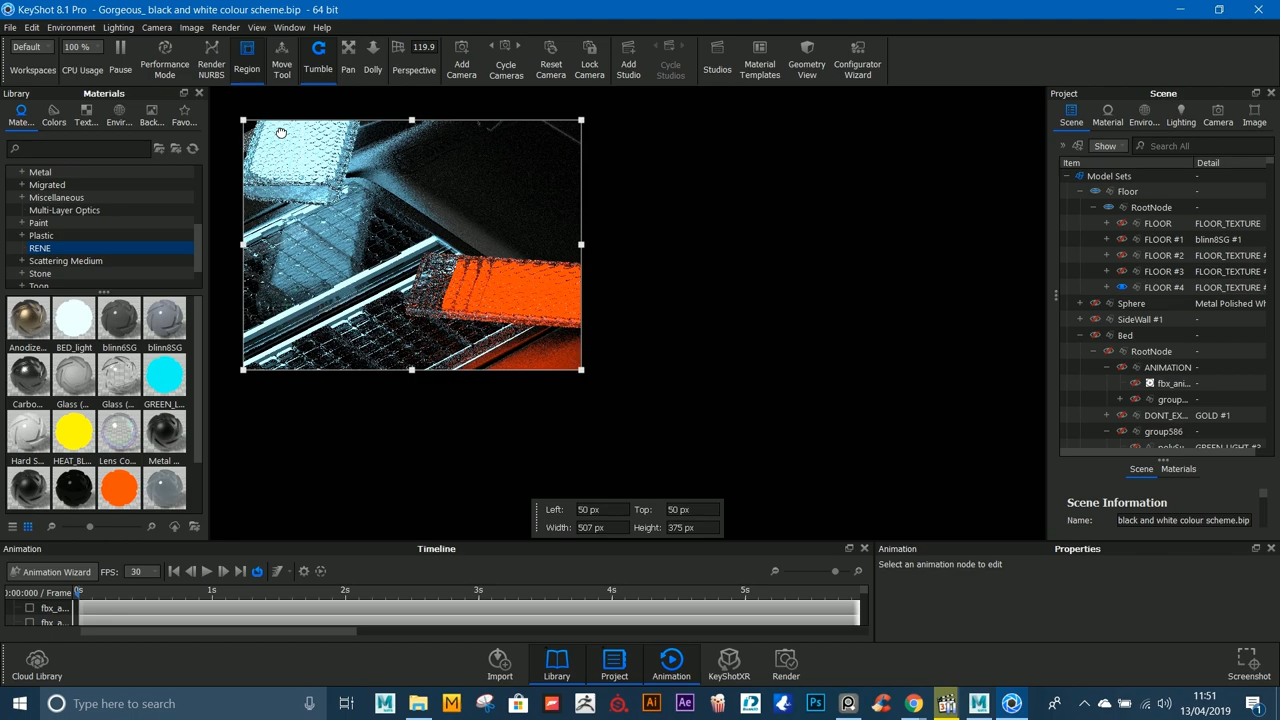 KeyShot 8.1 Pro - Gorgeous_ black and white colour scheme.bip - 64 bit
File Edit Environment Lighting Camera Image Render View Window Help
Default 100 % 119.9
Workspaces CPU Usage Pause Performance Mode Render NURBS Region Move Tool Tumble Pan Dolly Perspective Add Camera Cycle Cameras Reset Camera Lock Camera Add Studio Cycle Studios Studios Material Templates Geometry View Configurator Wizard
Library Materials
Mate... Colors Text... Envir... Back... Favo...
+ Metal
+ Migrated
+ Miscellaneous
Multi-Layer Optics
+ Paint
+ Plastic
RENE
+ Scattering Medium
+ Stone
Anodize... BED_light blinn6SG blinn8SG
Carbo... Glass (... Glass (... GREEN_L...
Hard S... HEAT_BL... Lens Co... Metal ...
Left: 50 px Top: 50 px
Width: 507 px Height: 375 px
Project Scene
Scene Material Enviro... Lighting Camera Image
» Show Search All
Item Detail
Model Sets -
Floor -
RootNode -
FLOOR FLOOR_TEXTURE
FLOOR #1 blinn8SG #1
FLOOR #2 FLOOR_TEXTURE #
FLOOR #3 FLOOR_TEXTURE #
FLOOR #4 FLOOR_TEXTURE #
Sphere Metal Polished Wh
SideWall #1 -
Bed -
RootNode -
ANIMATION -
fbx_ani... -
group... -
DONT_EX... GOLD #1
group586 -
Scene Materials
Scene Information
Name: black and white colour scheme.bip
Animation Timeline
Animation Wizard FPS: 30
0:00:000 / Frame 0s 1s 2s 3s 4s 5s
fbx_a...
fbx_a...
Animation Properties
Select an animation node to edit
Cloud Library Import Library Project Animation KeyShotXR Render Screenshot
Type here to search
11:51
13/04/2019